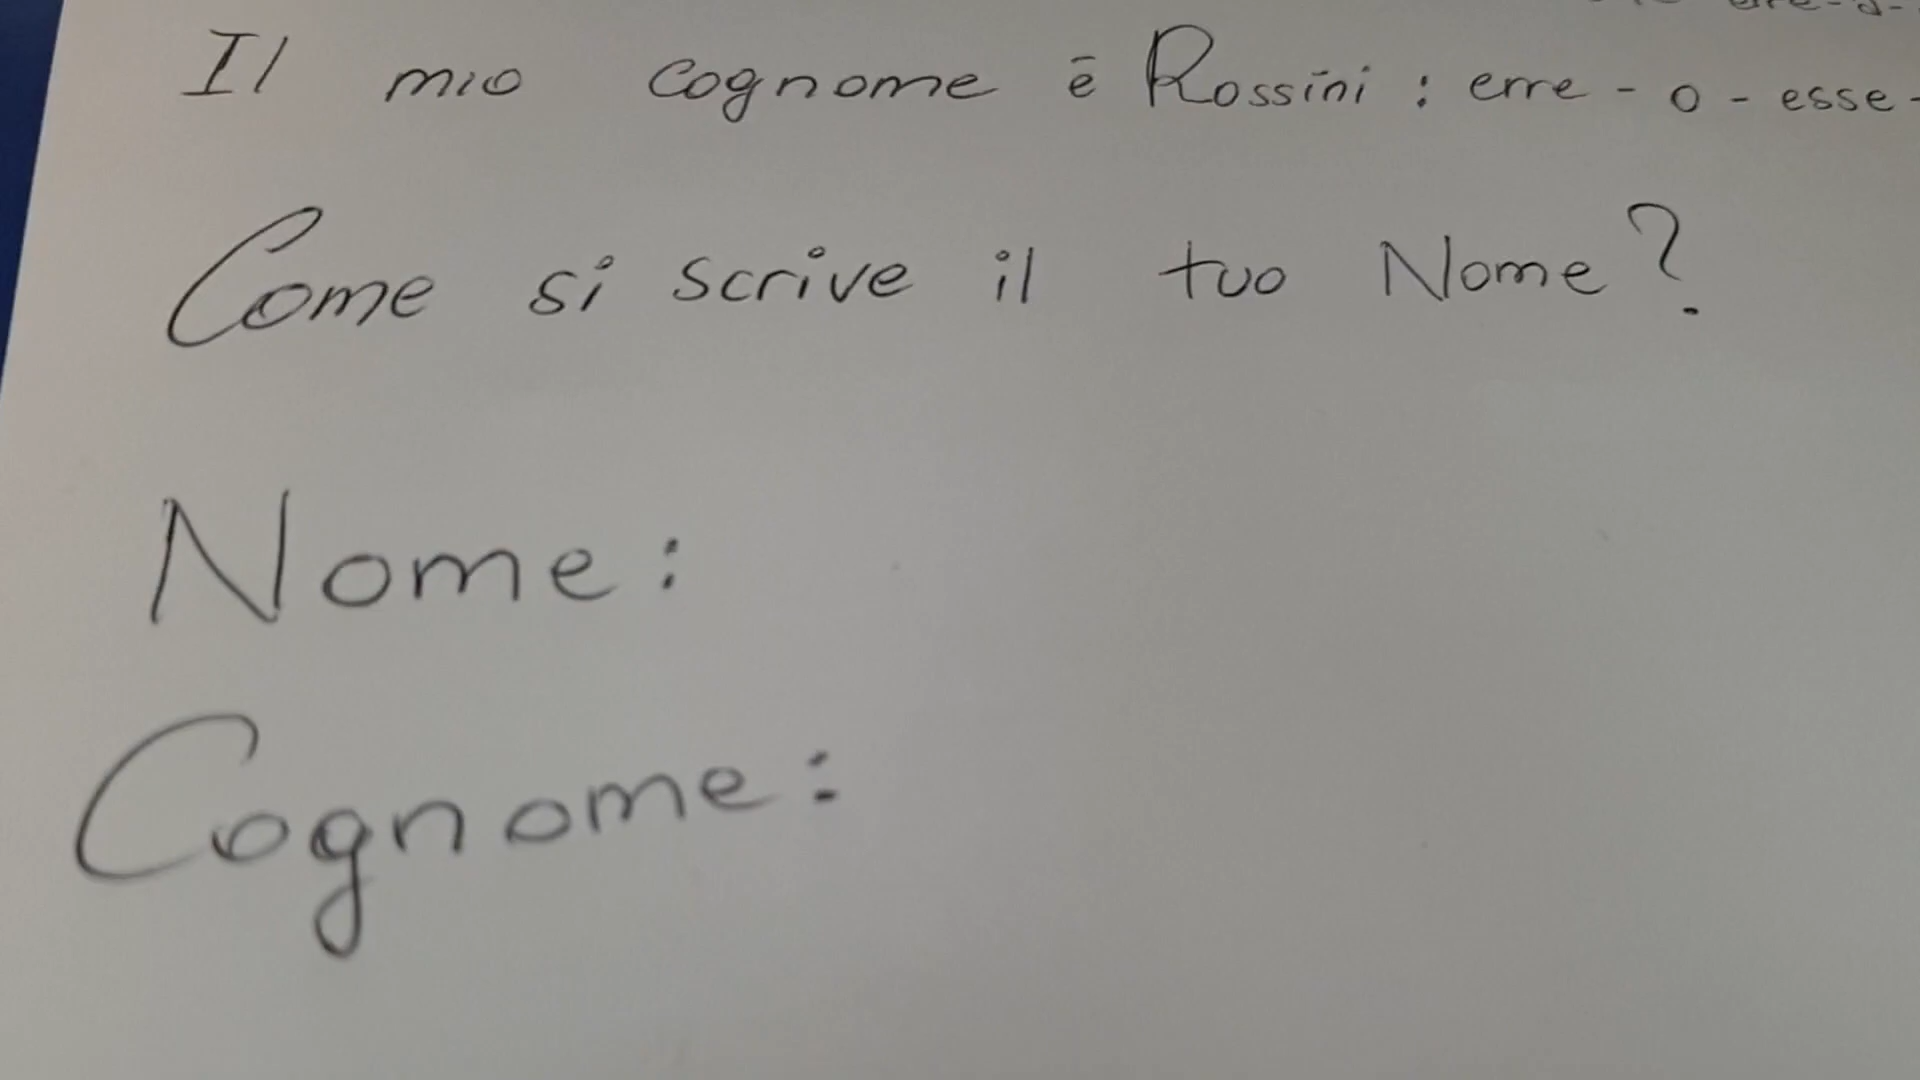 Il mio cognome ē Rossini : erre - o - esse -
Come si scrive il tuo Nome?
Nome :
Cognome :